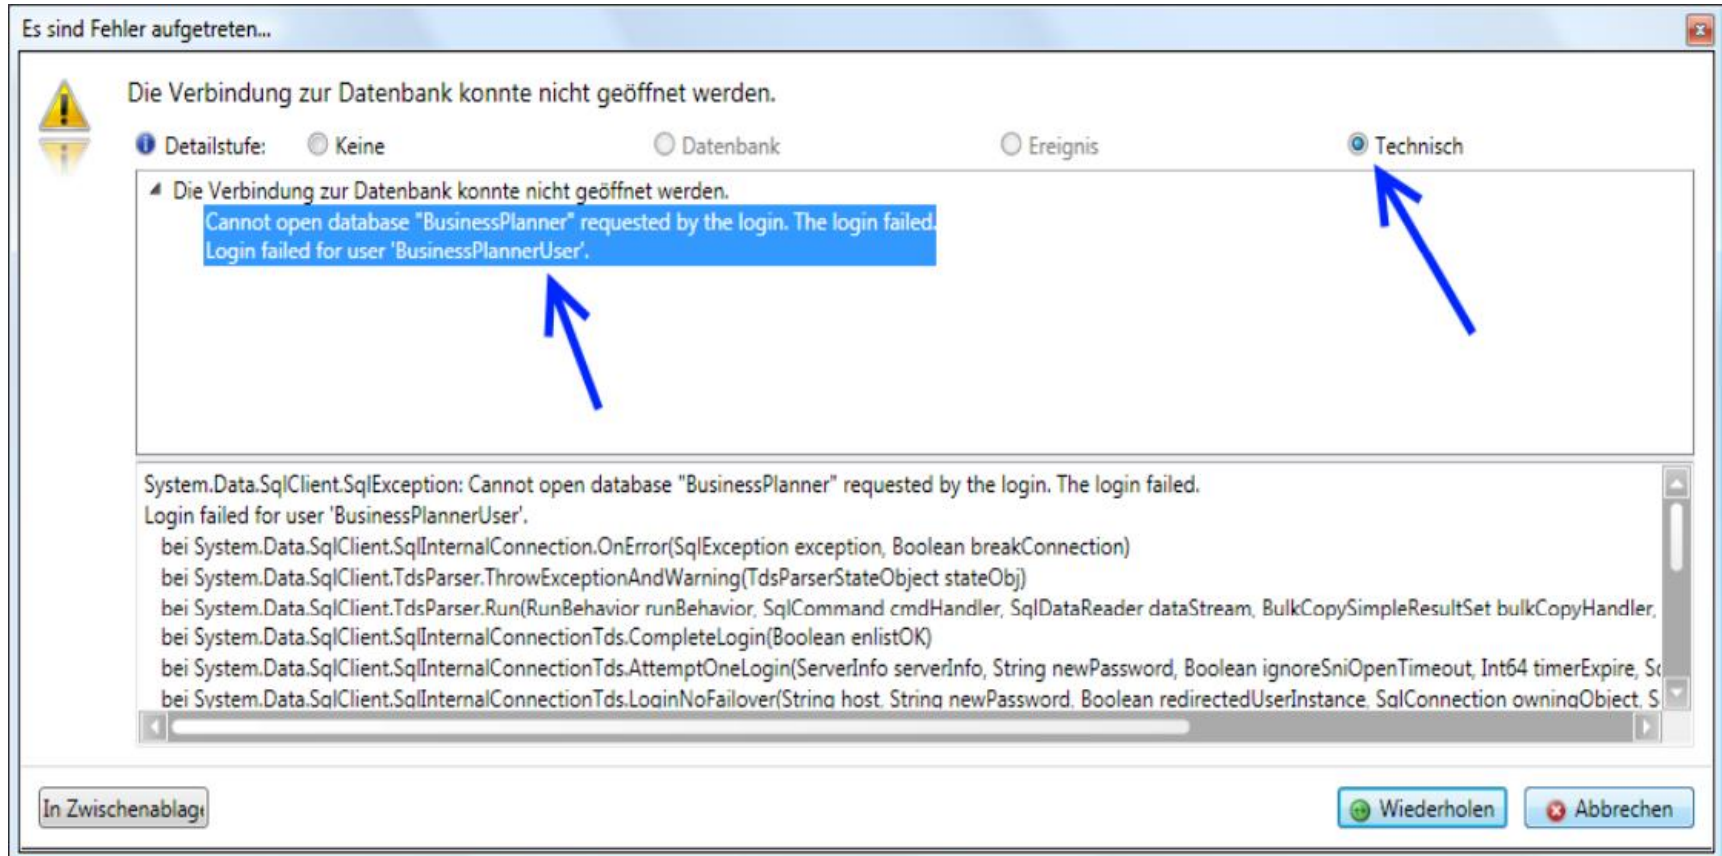 Es sind Fehler aufgetreten...
Die Verbindung zur Datenbank konnte nicht geöffnet werden.
Detailstufe: Keine Datenbank Ereignis Technisch
Die Verbindung zur Datenbank konnte nicht geöffnet werden.
Cannot open database "BusinessPlanner" requested by the login. The login failed.
Login failed for user 'BusinessPlannerUser'.
System.Data.SqlClient.SqlException: Cannot open database "BusinessPlanner" requested by the login. The login failed.
Login failed for user 'BusinessPlannerUser'.
bei System.Data.SqlClient.SqlInternalConnection.OnError(SqlException exception, Boolean breakConnection)
bei System.Data.SqlClient.TdsParser.ThrowExceptionAndWarning(TdsParserStateObject stateObj)
bei System.Data.SqlClient.TdsParser.Run(RunBehavior runBehavior, SqlCommand cmdHandler, SqlDataReader dataStream, BulkCopySimpleResultSet bulkCopyHandler,
bei System.Data.SqlClient.SqlInternalConnectionTds.CompleteLogin(Boolean enlistOK)
bei System.Data.SqlClient.SqlInternalConnectionTds.AttemptOneLogin(ServerInfo serverInfo, String newPassword, Boolean ignoreSniOpenTimeout, Int64 timerExpire,
bei System.Data.SqlClient.SqlInternalConnectionTds.LoginNoFailover(String host, String newPassword, Boolean redirectedUserInstance, SqlConnection owningObject, S
In Zwischenablag Wiederholen Abbrechen